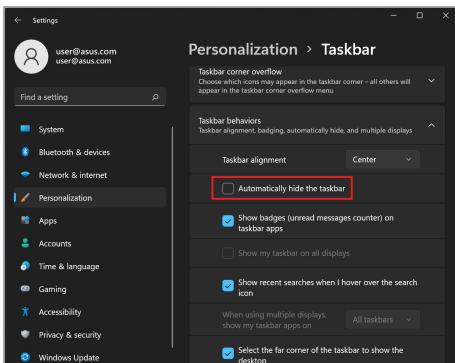 Settings
user@asus.com
user@asus.com
Find a setting
System
Bluetooth & devices
Network & internet
Personalization
Apps
Accounts
Time & language
Gaming
Accessibility
Privacy & security
Windows Update
Personalization > Taskbar
Taskbar corner overflow
Choose which icons may appear in the taskbar corner – all others will
appear in the taskbar corner overflow menu
Taskbar behaviors
Taskbar alignment, badging, automatically hide, and multiple displays
Taskbar alignment
Center
Automatically hide the taskbar
Show badges (unread messages counter) on
taskbar apps
Show my taskbar on all displays
Show recent searches when I hover over the search
icon
When using multiple displays,
show my taskbar apps on
All taskbars
Select the far corner of the taskbar to show the
desktop